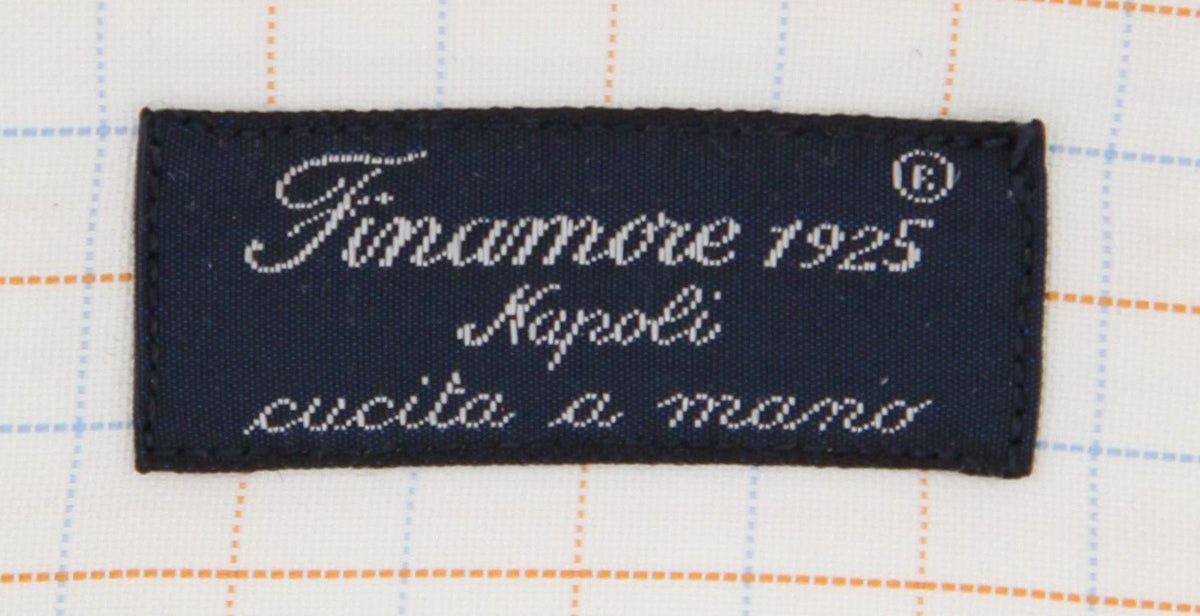 Finamore 1925 ®
Napoli
cucita a mano